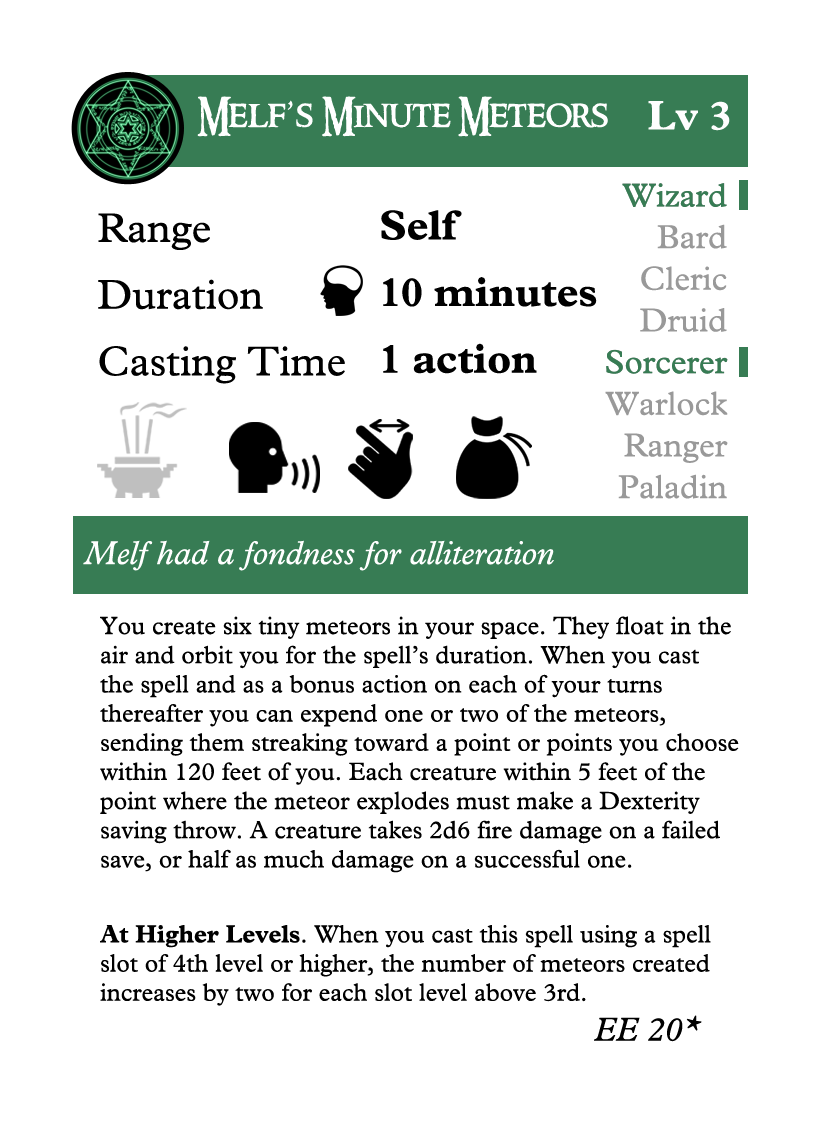 Melf's Minute Meteors Lv 3
Wizard
Bard
Cleric
Druid
Sorcerer
Warlock
Ranger
Paladin
Range Self
Duration 10 minutes
Casting Time 1 action
Melf had a fondness for alliteration
You create six tiny meteors in your space. They float in the
air and orbit you for the spell's duration. When you cast
the spell and as a bonus action on each of your turns
thereafter you can expend one or two of the meteors,
sending them streaking toward a point or points you choose
within 120 feet of you. Each creature within 5 feet of the
point where the meteor explodes must make a Dexterity
saving throw. A creature takes 2d6 fire damage on a failed
save, or half as much damage on a successful one.
At Higher Levels. When you cast this spell using a spell
slot of 4th level or higher, the number of meteors created
increases by two for each slot level above 3rd.
EE 20*